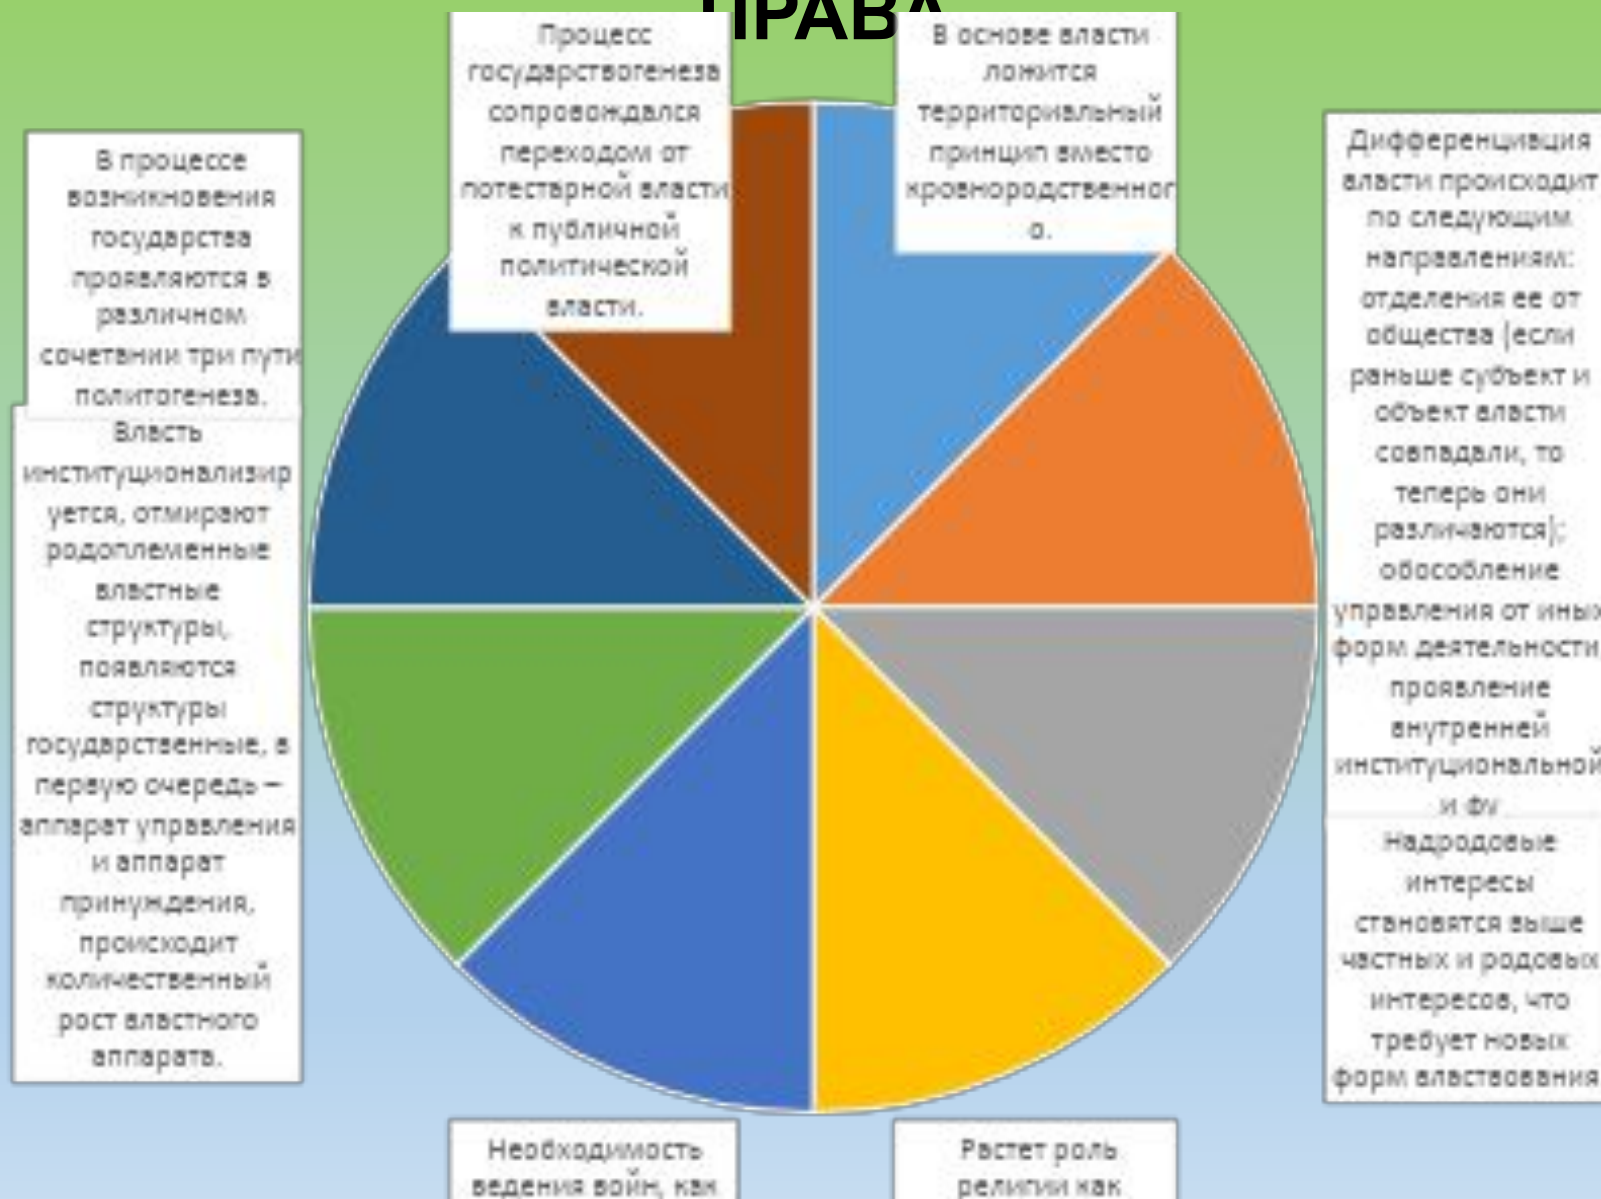 ПРАВА
Процесс
государствогенеза
сопровождался
переходом от
потестарной власти
к публичной
политической
власти.
В основе власти
ложится
территориальный
принцип вместо
кровнородственног
о.
Дифференциация
власти происходит
по следующим
направлениям:
отделения ее от
общества (если
раньше субъект и
объект власти
совпадали, то
теперь они
различаются);
обособление
управления от иных
форм деятельности,
проявление
внутренней
институциональной
и фу
Надродовые
интересы
становятся выше
частных и родовых
интересов, что
требует новых
форм властвования
Растет роль
религии как
Необходимость
ведения войн, как
Власть
институционализир
уется, отмирают
родоплеменные
властные
структуры,
появляются
структуры
государственные, в
первую очередь –
аппарат управления
и аппарат
принуждения,
происходит
количественный
рост властного
аппарата.
В процессе
возникновения
государства
проявляются в
различном
сочетании три пути
политогенеза.